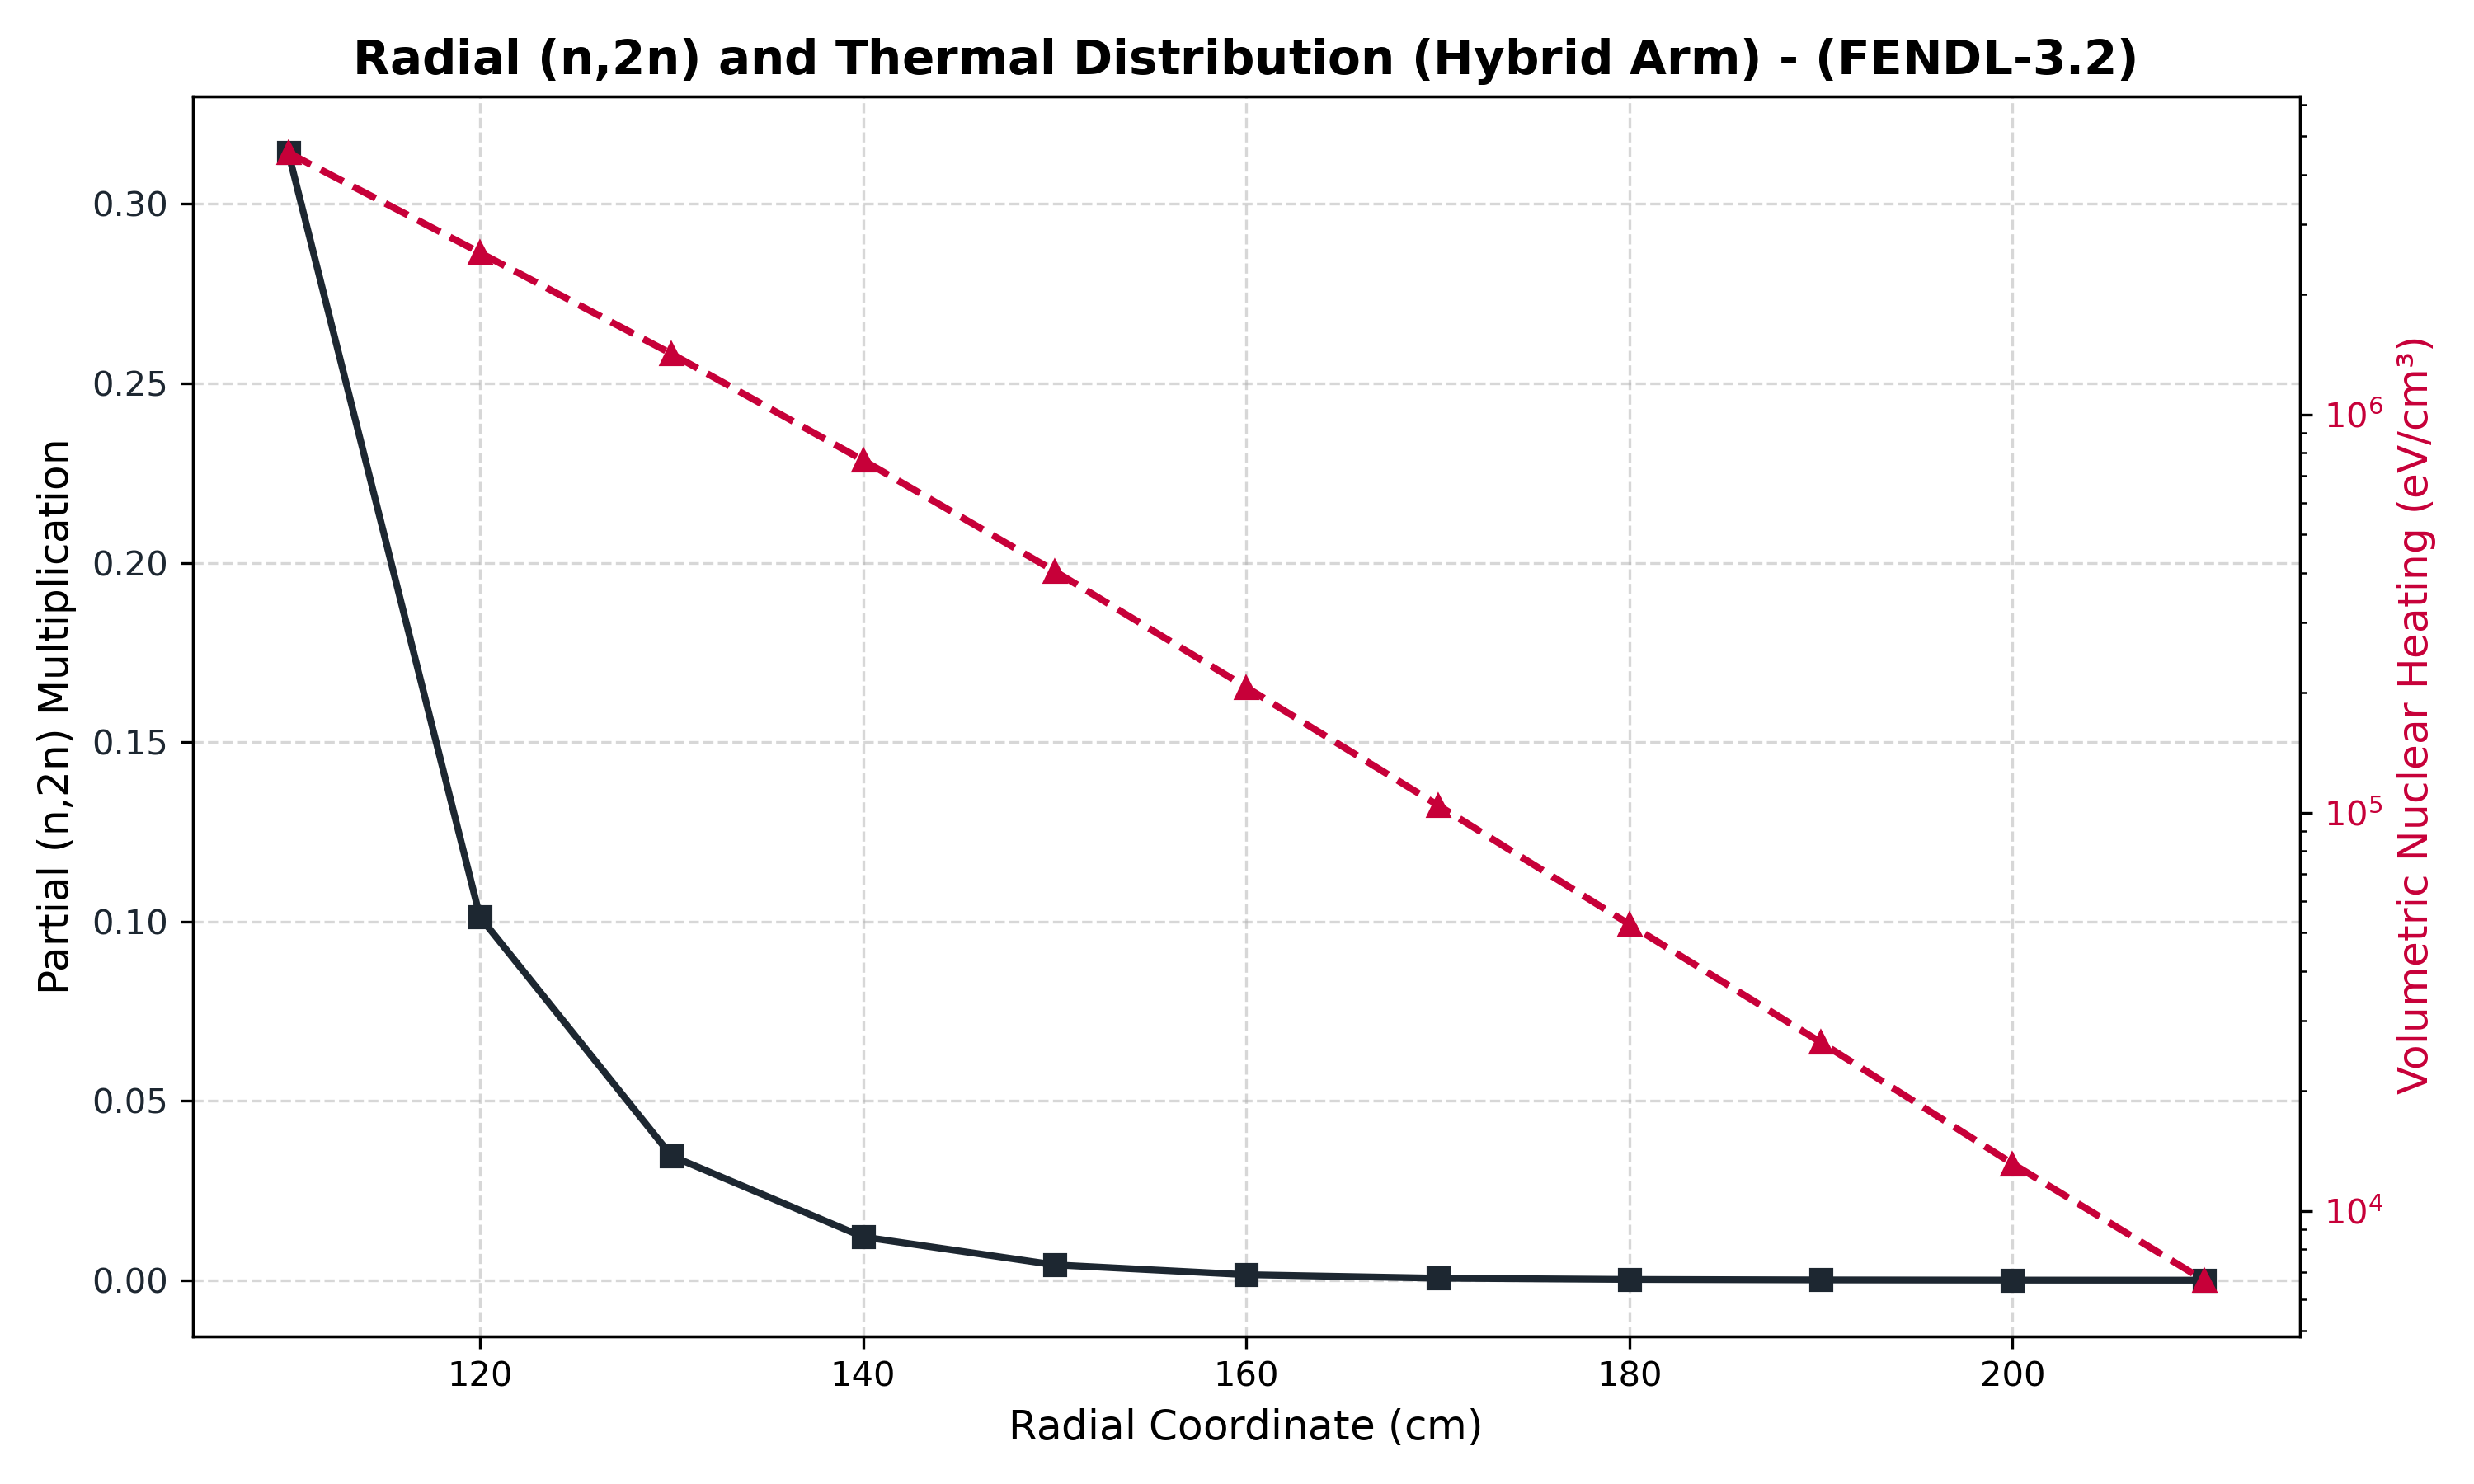 Radial (n,2n) and Thermal Distribution (Hybrid Arm) - (FENDL-3.2)
Partial (n,2n) Multiplication
0.30
0.25
0.20
0.15
0.10
0.05
0.00
10⁶
10⁵
10⁴
Volumetric Nuclear Heating (eV/cm³)
120 140 160 180 200
Radial Coordinate (cm)